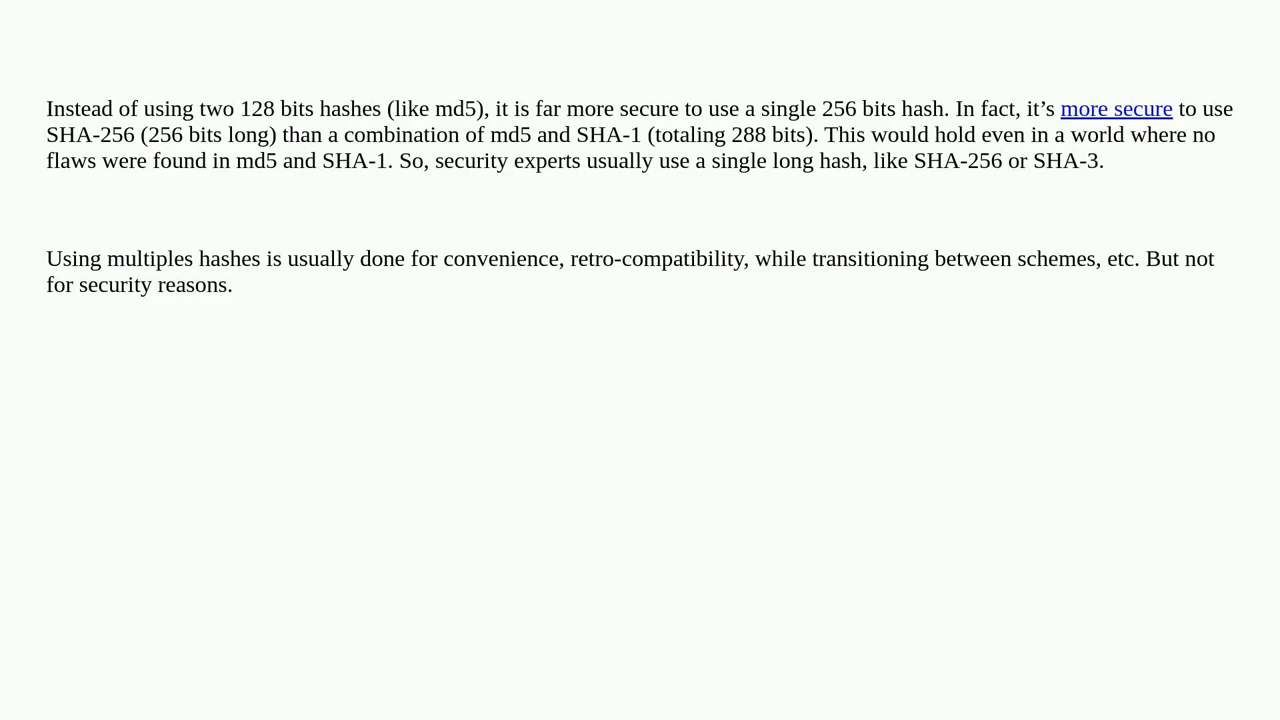 Instead of using two 128 bits hashes (like md5), it is far more secure to use a single 256 bits hash. In fact, it’s more secure to use
SHA-256 (256 bits long) than a combination of md5 and SHA-1 (totaling 288 bits). This would hold even in a world where no
flaws were found in md5 and SHA-1. So, security experts usually use a single long hash, like SHA-256 or SHA-3.
Using multiples hashes is usually done for convenience, retro-compatibility, while transitioning between schemes, etc. But not
for security reasons.